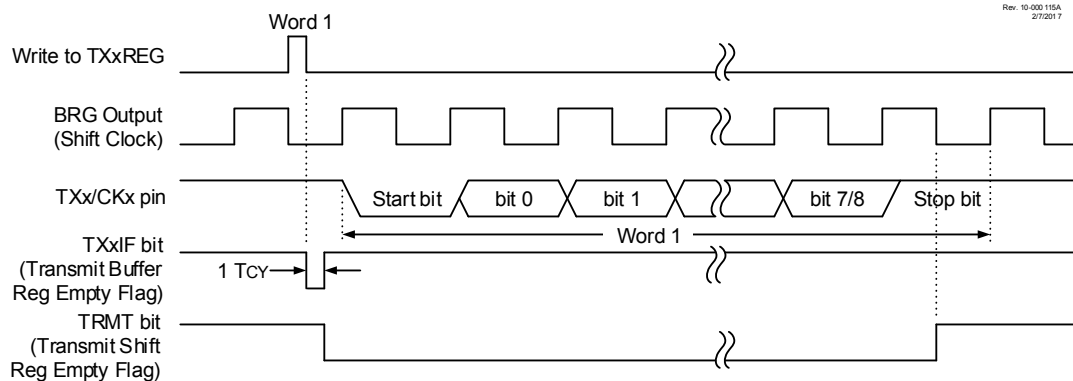 Rev. 10-000 115A
2/7/201 7
Word 1
Write to TXxREG
BRG Output
(Shift Clock)
TXx/CKx pin
Start bit
bit 0
bit 1
bit 7/8
Stop bit
Word 1
TXxIF bit
(Transmit Buffer
Reg Empty Flag)
1 TCY
TRMT bit
(Transmit Shift
Reg Empty Flag)